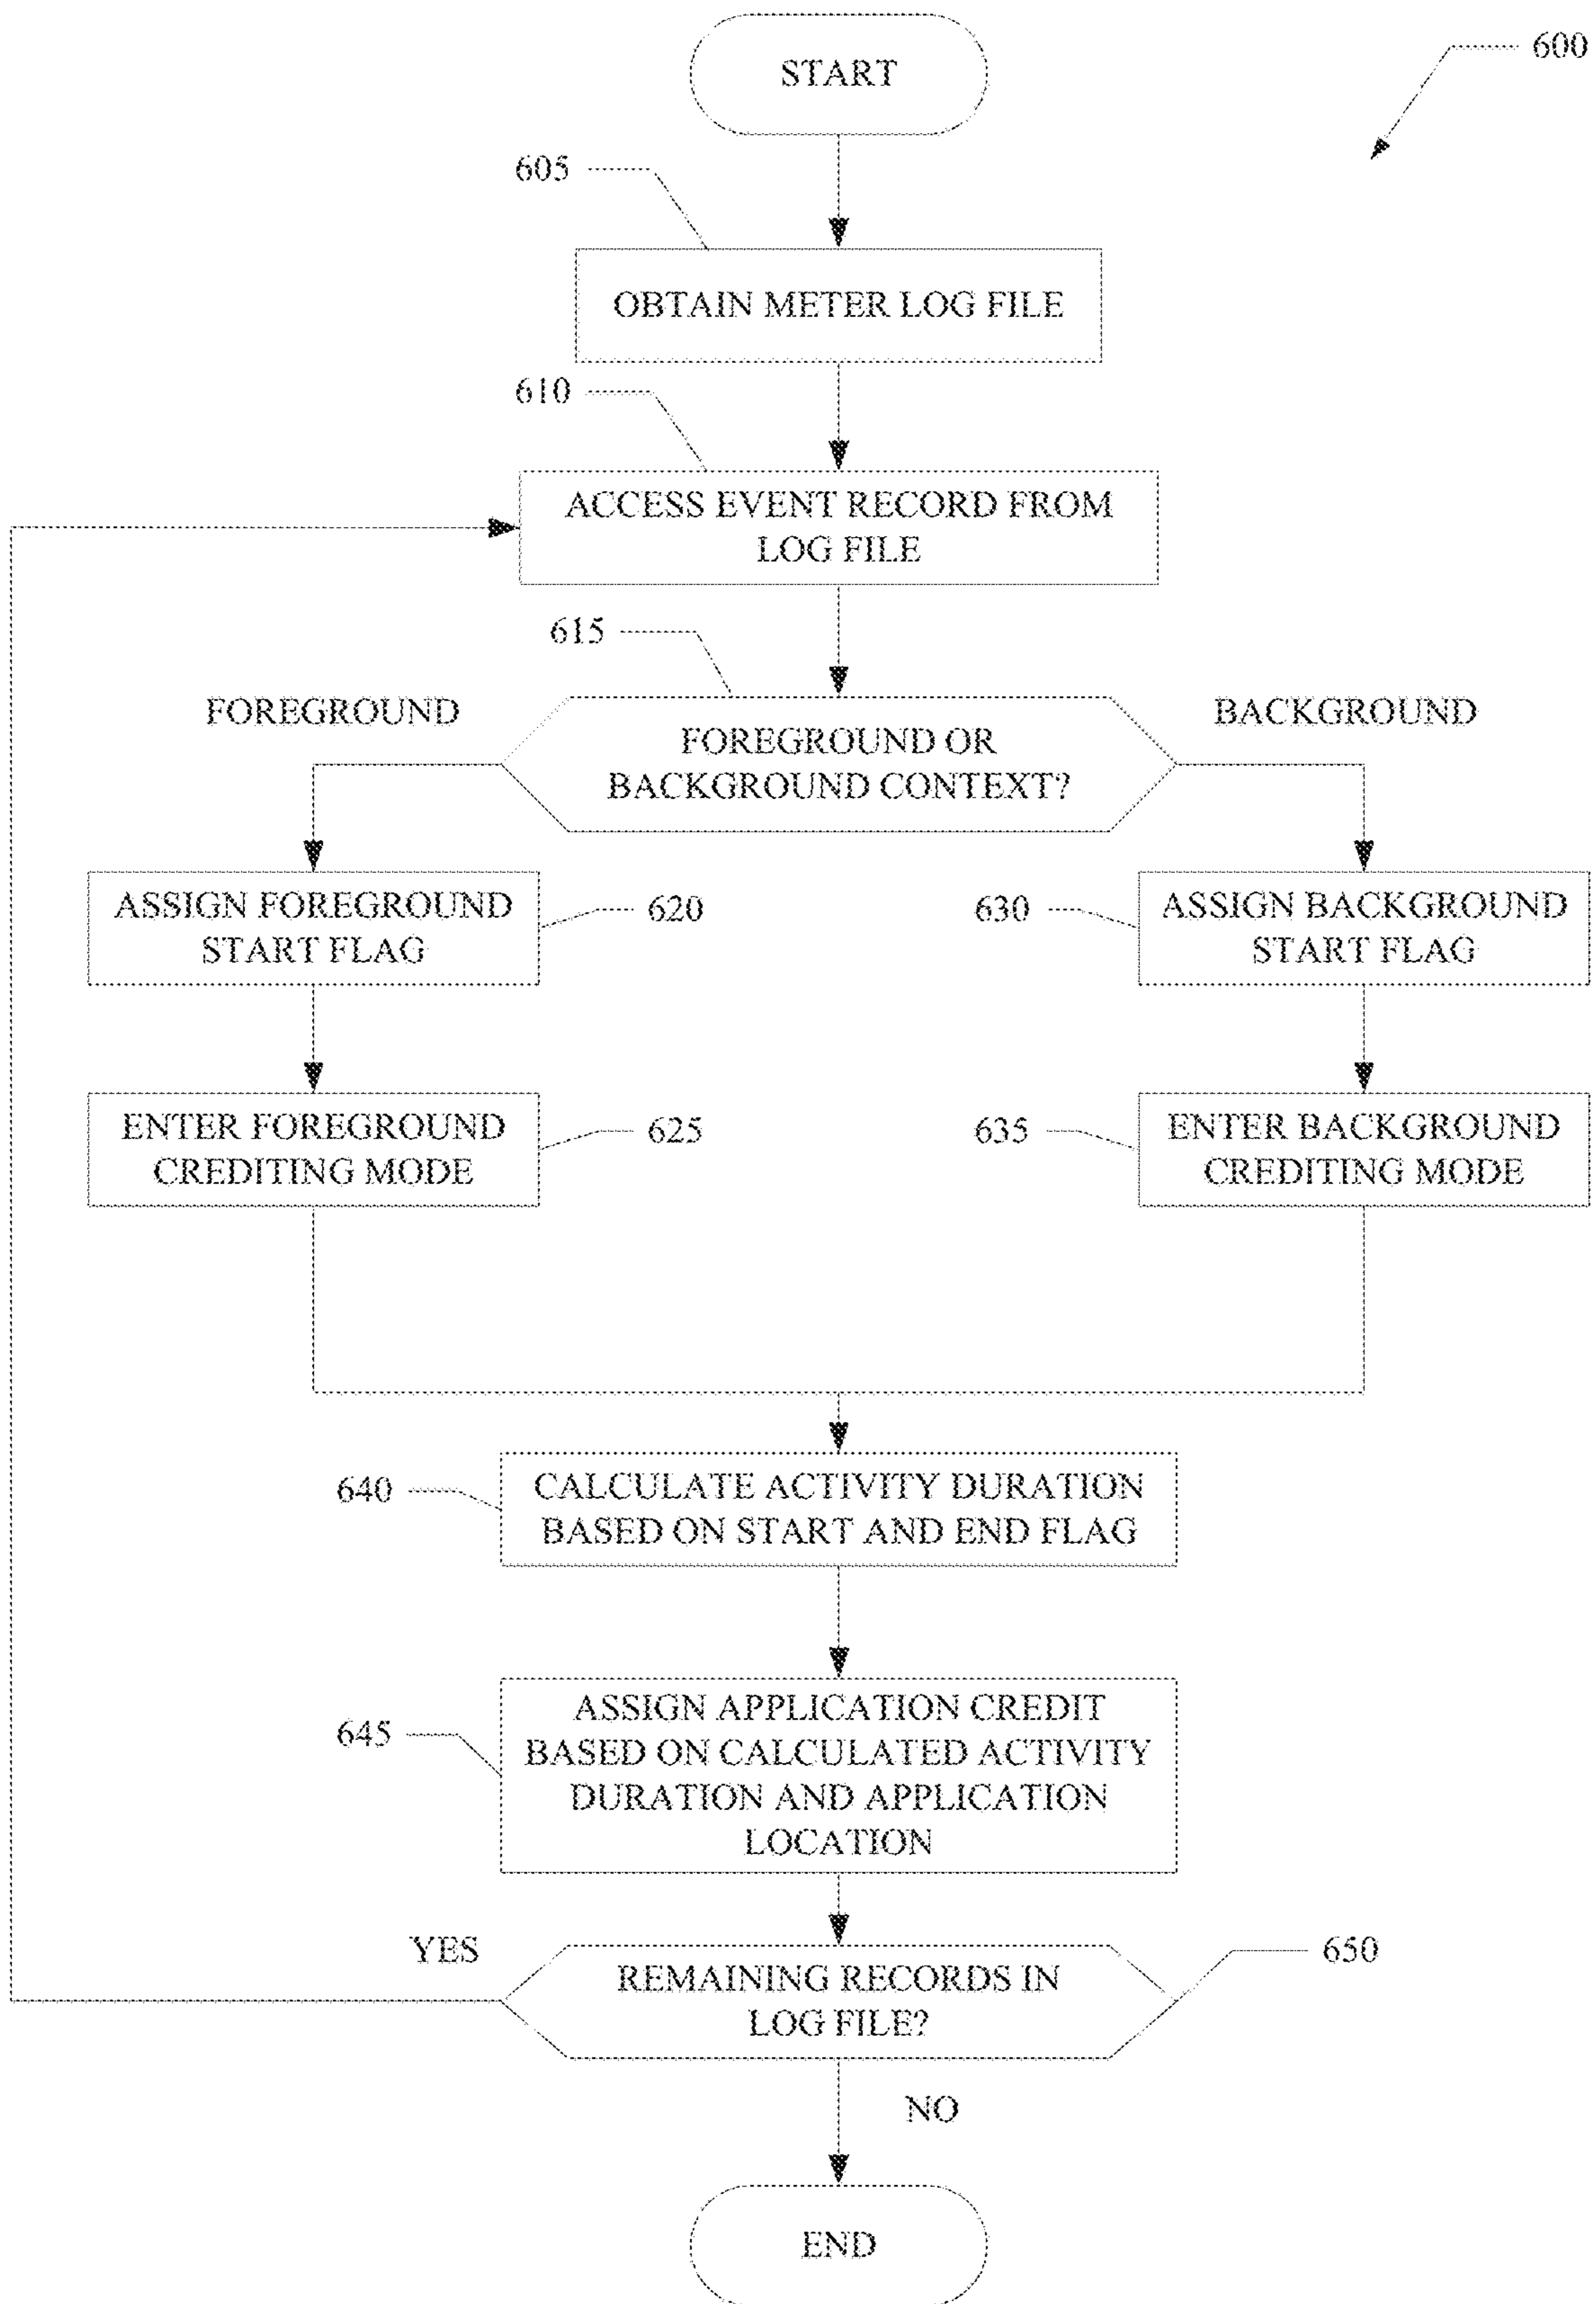 START
600
605
OBTAIN METER LOG FILE
610
ACCESS EVENT RECORD FROM
LOG FILE
615
FOREGROUND
BACKGROUND
FOREGROUND OR
BACKGROUND CONTEXT?
ASSIGN FOREGROUND
START FLAG
620
630
ASSIGN BACKGROUND
START FLAG
ENTER FOREGROUND
CREDITING MODE
625
635
ENTER BACKGROUND
CREDITING MODE
640
CALCULATE ACTIVITY DURATION
BASED ON START AND END FLAG
645
ASSIGN APPLICATION CREDIT
BASED ON CALCULATED ACTIVITY
DURATION AND APPLICATION
LOCATION
YES
REMAINING RECORDS IN
LOG FILE?
650
NO
END